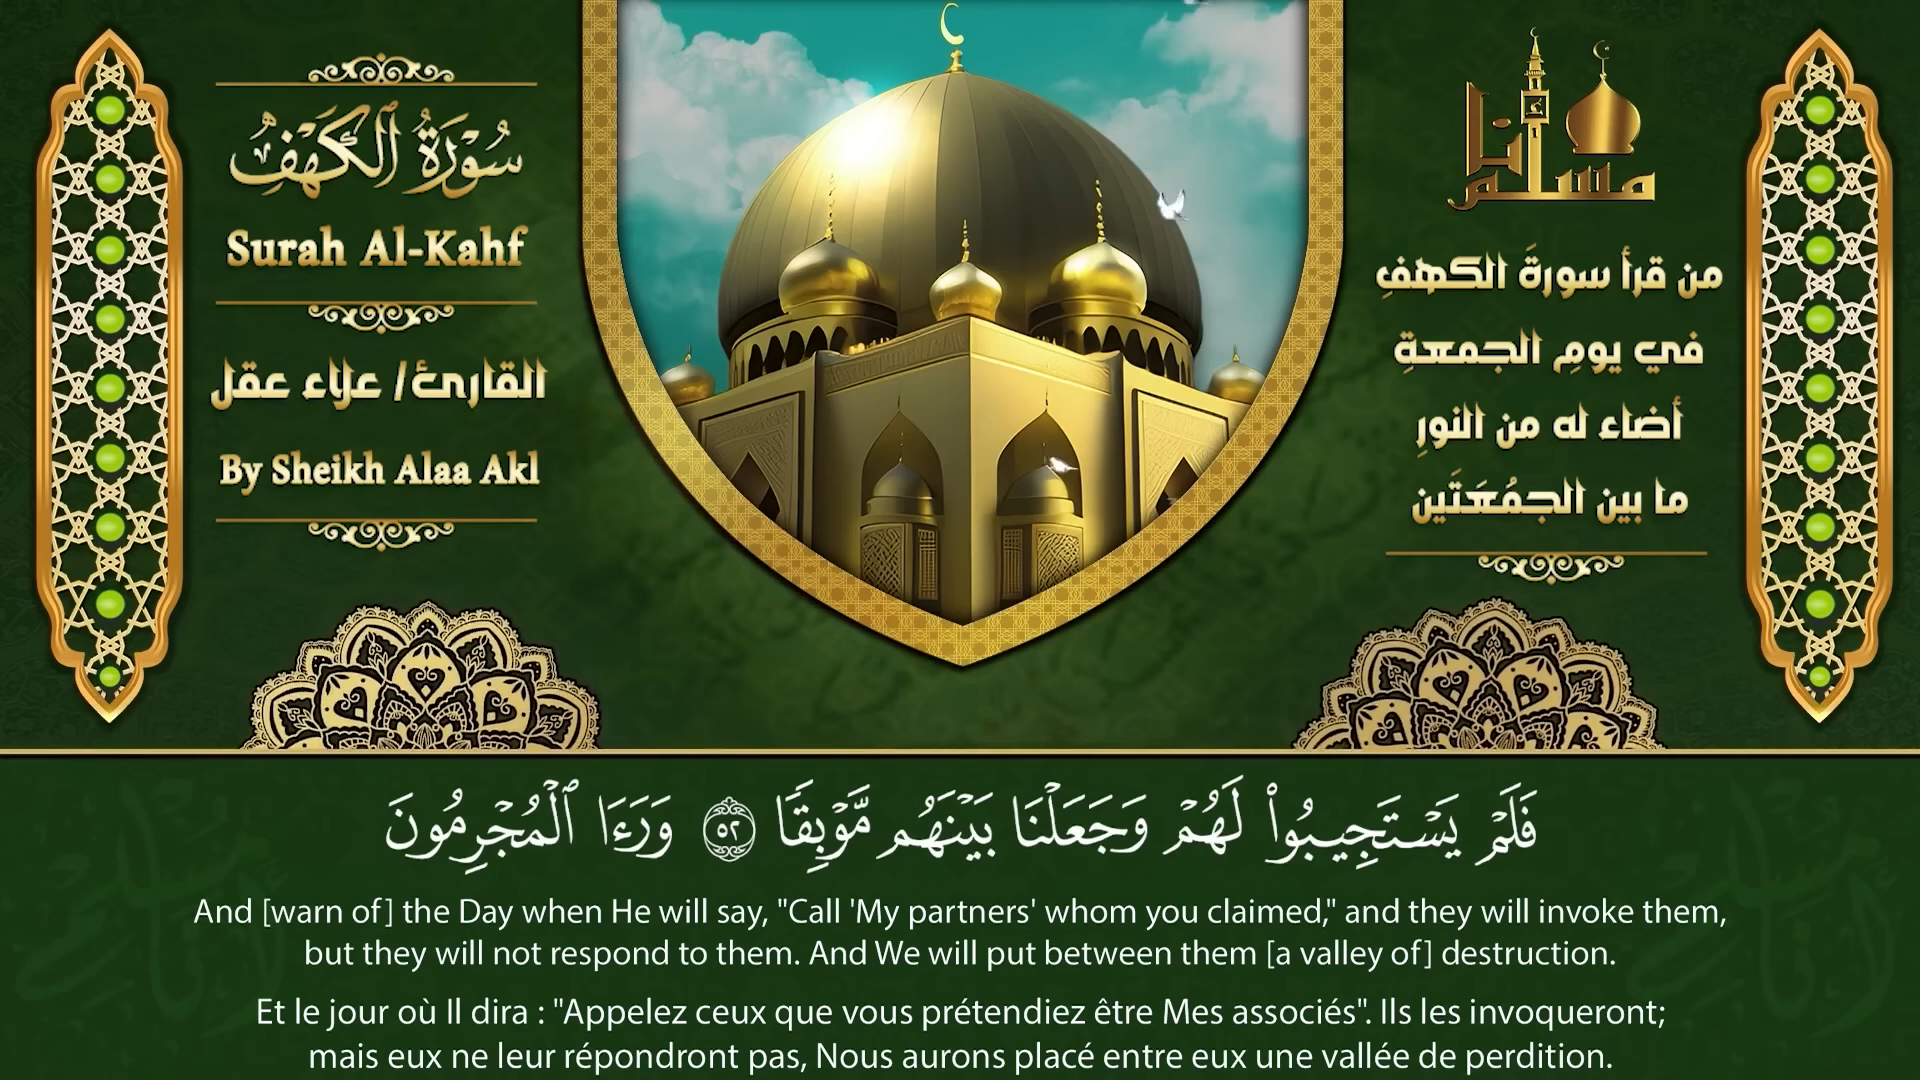 سُورَةُ الكَهْفِ
Surah Al-Kahf
القارئ / علاء عقل
By Sheikh Alaa Akl
أنا مسلم
من قرأ سورةَ الكهفِ
في يومِ الجمعةِ
أضاء له من النورِ
ما بين الجمُعَتَين
فَلَمْ يَسْتَجِيبُوا۟ لَهُمْ وَجَعَلْنَا بَيْنَهُم مَّوْبِقًا ٥٢ وَرَءَا ٱلْمُجْرِمُونَ
And [warn of] the Day when He will say, "Call 'My partners' whom you claimed," and they will invoke them,
but they will not respond to them. And We will put between them [a valley of] destruction.
Et le jour où Il dira : "Appelez ceux que vous prétendiez être Mes associés". Ils les invoqueront;
mais eux ne leur répondront pas, Nous aurons placé entre eux une vallée de perdition.